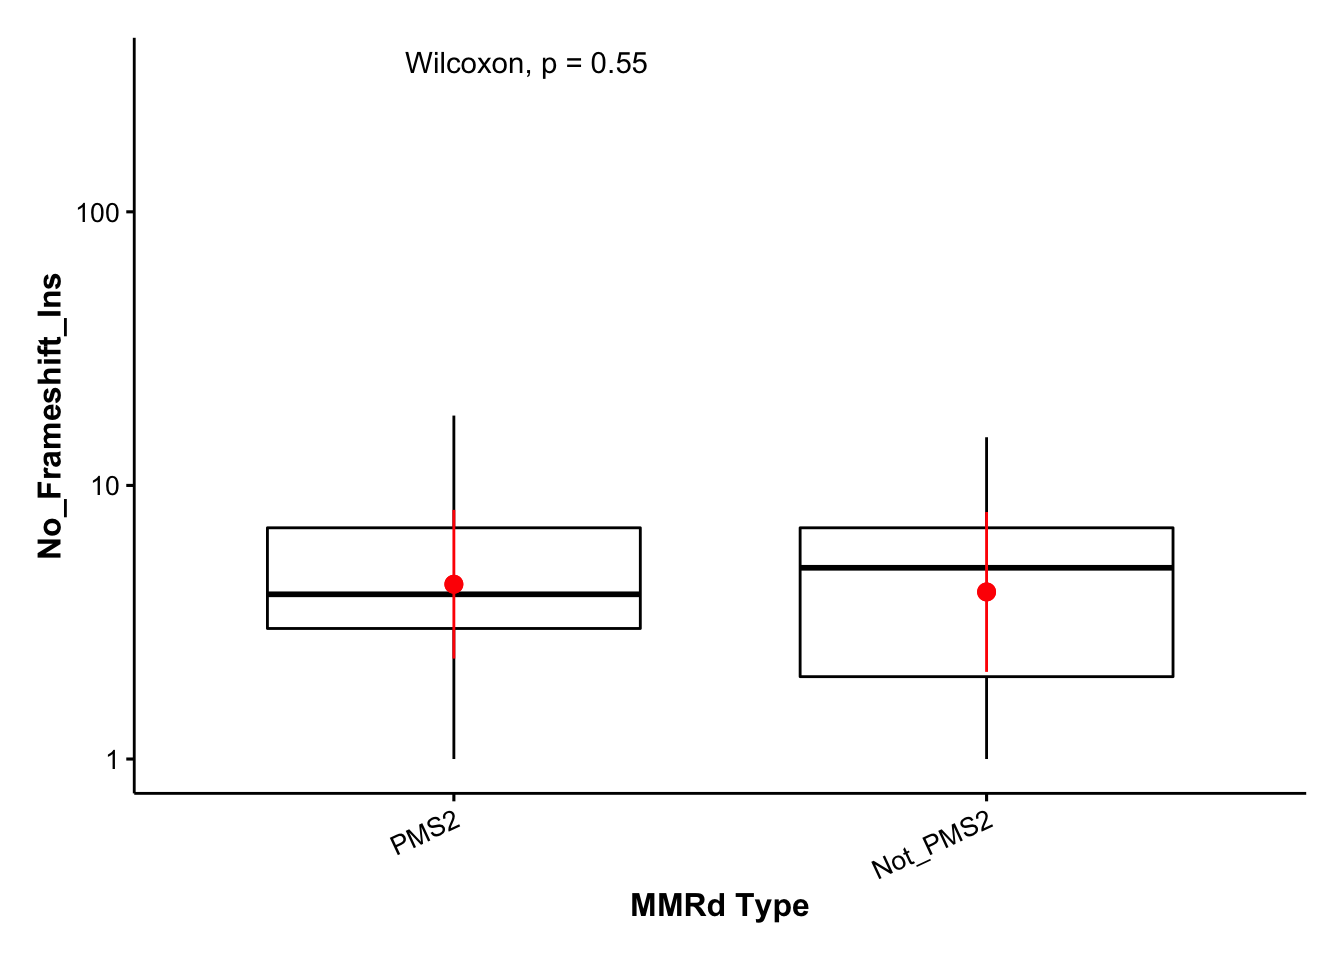 Wilcoxon, p = 0.55
No_Frameshift_Ins
100
10
1
PMS2
Not_PMS2
MMRd Type